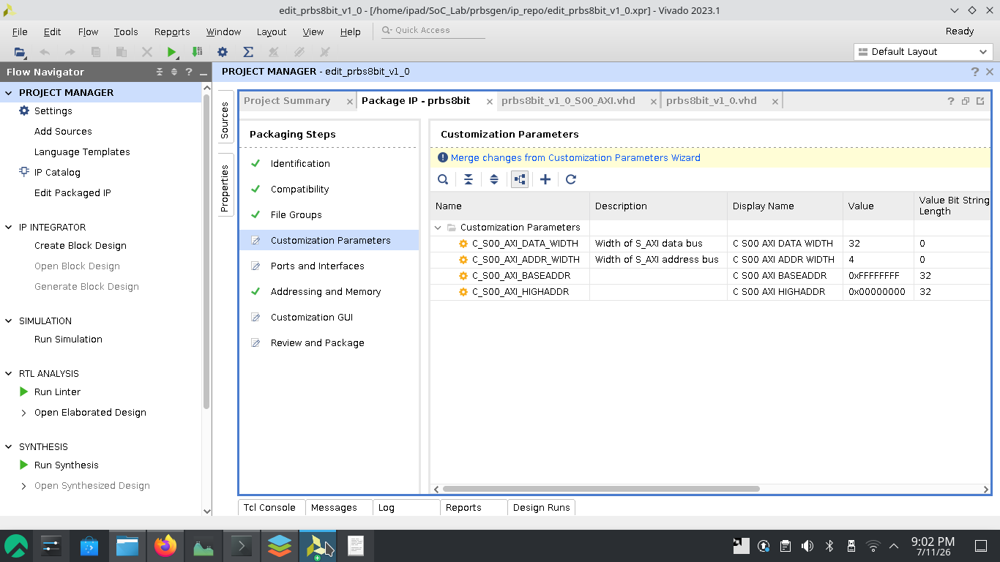 edit_prbs8bit_v1_0 - [/home/ipad/SoC_Lab/prbsgen/ip_repo/edit_prbs8bit_v1_0.xpr] - Vivado 2023.1
File Edit Flow Tools Reports Window Layout View Help Quick Access Ready
Default Layout
Flow Navigator
PROJECT MANAGER
Settings
Add Sources
Language Templates
IP Catalog
Edit Packaged IP
IP INTEGRATOR
Create Block Design
Open Block Design
Generate Block Design
SIMULATION
Run Simulation
RTL ANALYSIS
Run Linter
Open Elaborated Design
SYNTHESIS
Run Synthesis
Open Synthesized Design
PROJECT MANAGER - edit_prbs8bit_v1_0
Sources
Properties
Project Summary Package IP - prbs8bit prbs8bit_v1_0_S00_AXI.vhd prbs8bit_v1_0.vhd
Packaging Steps
Identification
Compatibility
File Groups
Customization Parameters
Ports and Interfaces
Addressing and Memory
Customization GUI
Review and Package
Customization Parameters
Merge changes from Customization Parameters Wizard
Name Description Display Name Value Value Bit String
Length
Customization Parameters
C_S00_AXI_DATA_WIDTH Width of S_AXI data bus C S00 AXI DATA WIDTH 32 0
C_S00_AXI_ADDR_WIDTH Width of S_AXI address bus C S00 AXI ADDR WIDTH 4 0
C_S00_AXI_BASEADDR C S00 AXI BASEADDR 0xFFFFFFFF 32
C_S00_AXI_HIGHADDR C S00 AXI HIGHADDR 0x00000000 32
Tcl Console Messages Log Reports Design Runs
9:02 PM
7/11/26